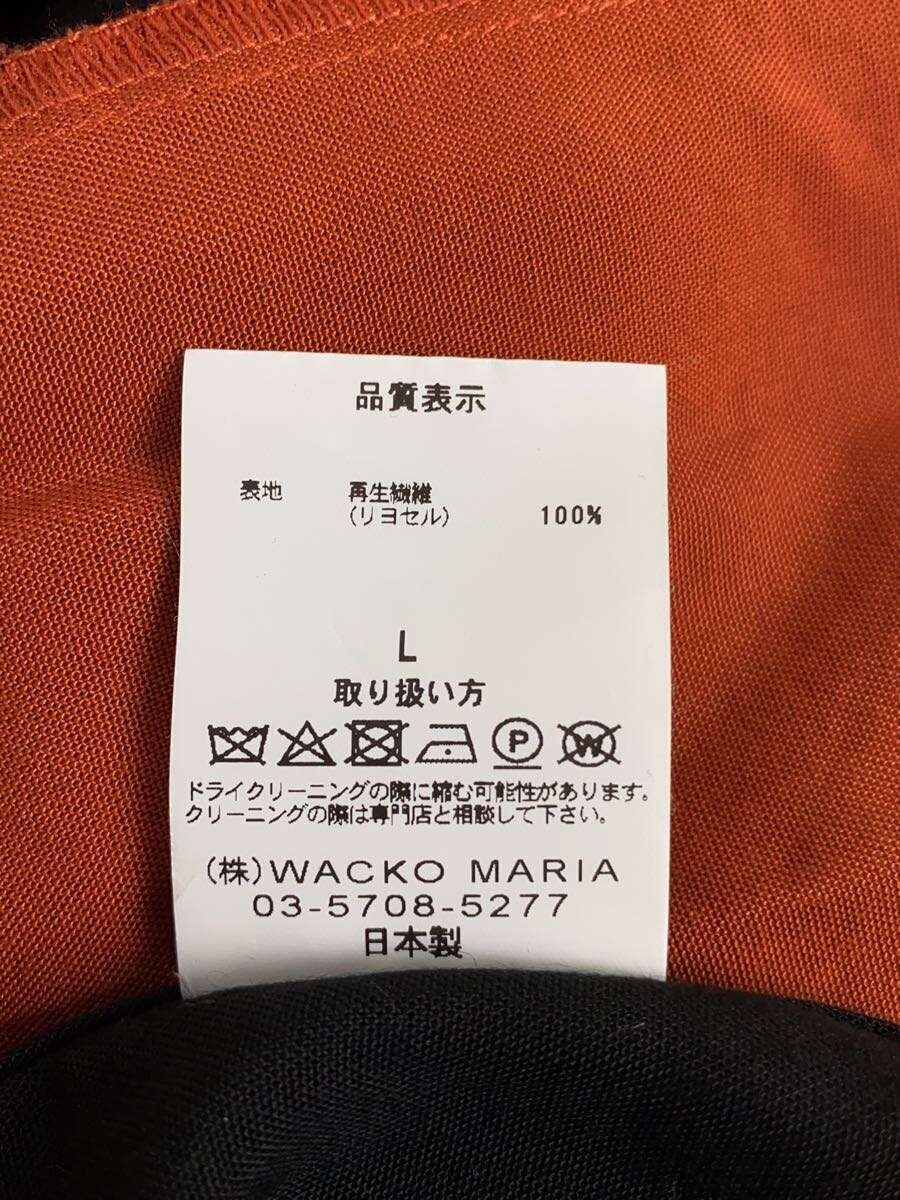 品質表示
表地 再生繊維
(リヨセル) 100%
L
取り扱い方
P W
ドライクリーニングの際に縮む可能性があります。
クリーニングの際は専門店と相談して下さい。
(株)WACKO MARIA
03-5708-5277
日本製